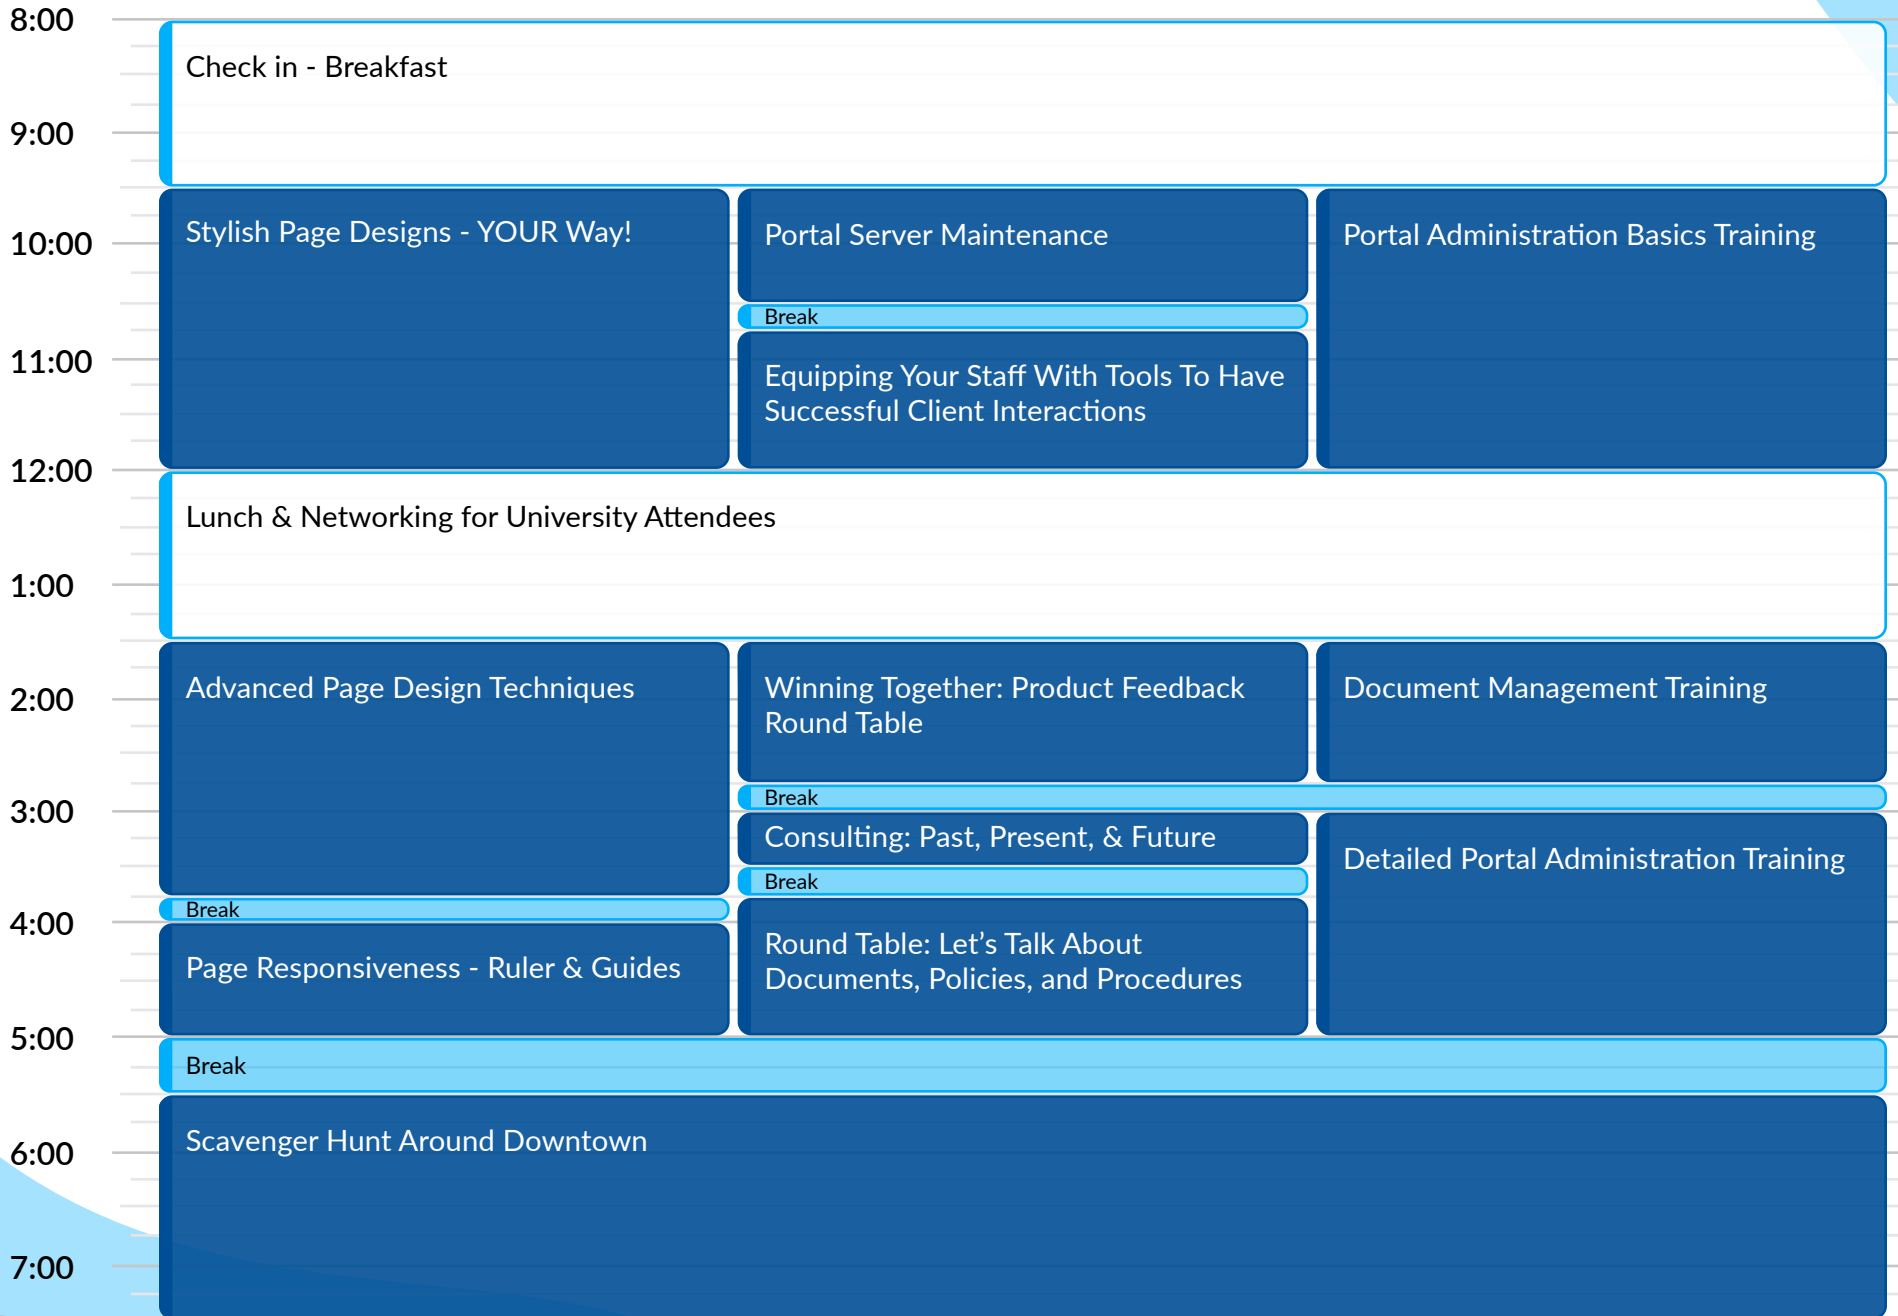 8:00
Check in - Breakfast
9:00
Stylish Page Designs - YOUR Way!
Portal Server Maintenance
Portal Administration Basics Training
10:00
Break
11:00
Equipping Your Staff With Tools To Have
Successful Client Interactions
12:00
Lunch & Networking for University Attendees
1:00
Advanced Page Design Techniques
Winning Together: Product Feedback
Round Table
Document Management Training
2:00
Break
3:00
Consulting: Past, Present, & Future
Detailed Portal Administration Training
Break
Break
4:00
Page Responsiveness - Ruler & Guides
Round Table: Let’s Talk About
Documents, Policies, and Procedures
5:00
Break
Scavenger Hunt Around Downtown
6:00
7:00